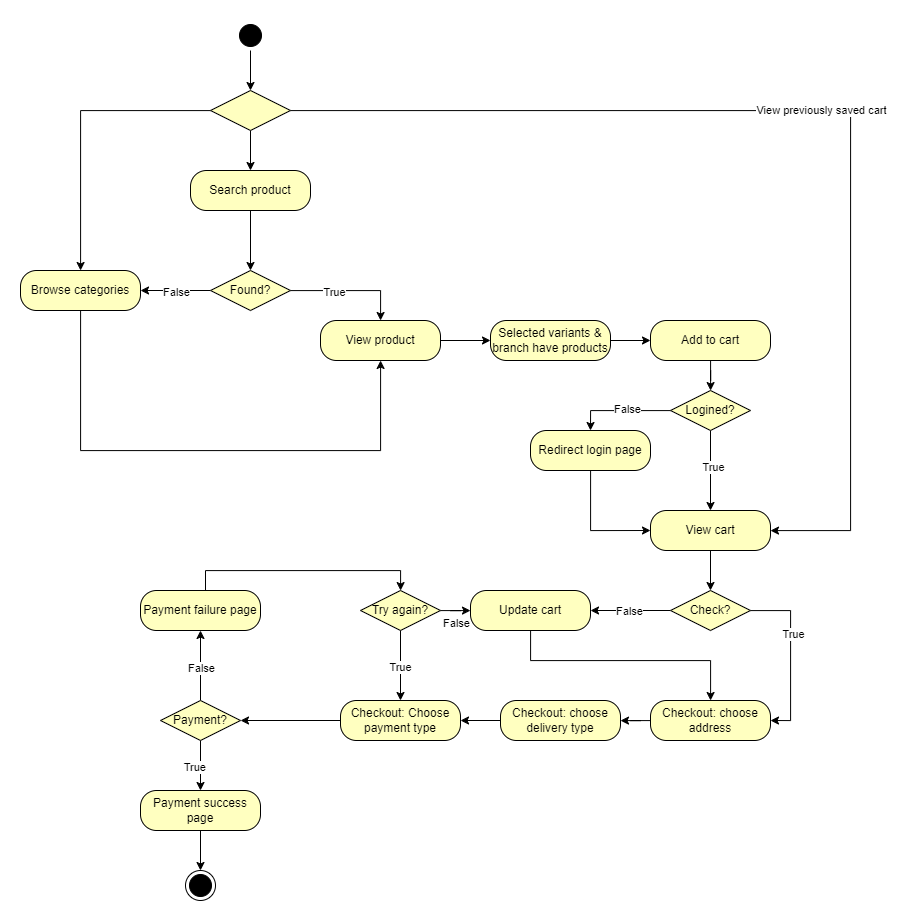 View previously saved cart
Search product
Browse categories
False
Found?
True
View product
Selected variants &
branch have products
Add to cart
False
Logined?
Redirect login page
True
View cart
Payment failure page
Try again?
False
Update cart
False
Check?
True
False
True
Payment?
Checkout: Choose
payment type
Checkout: choose
delivery type
Checkout: choose
address
True
Payment success
page